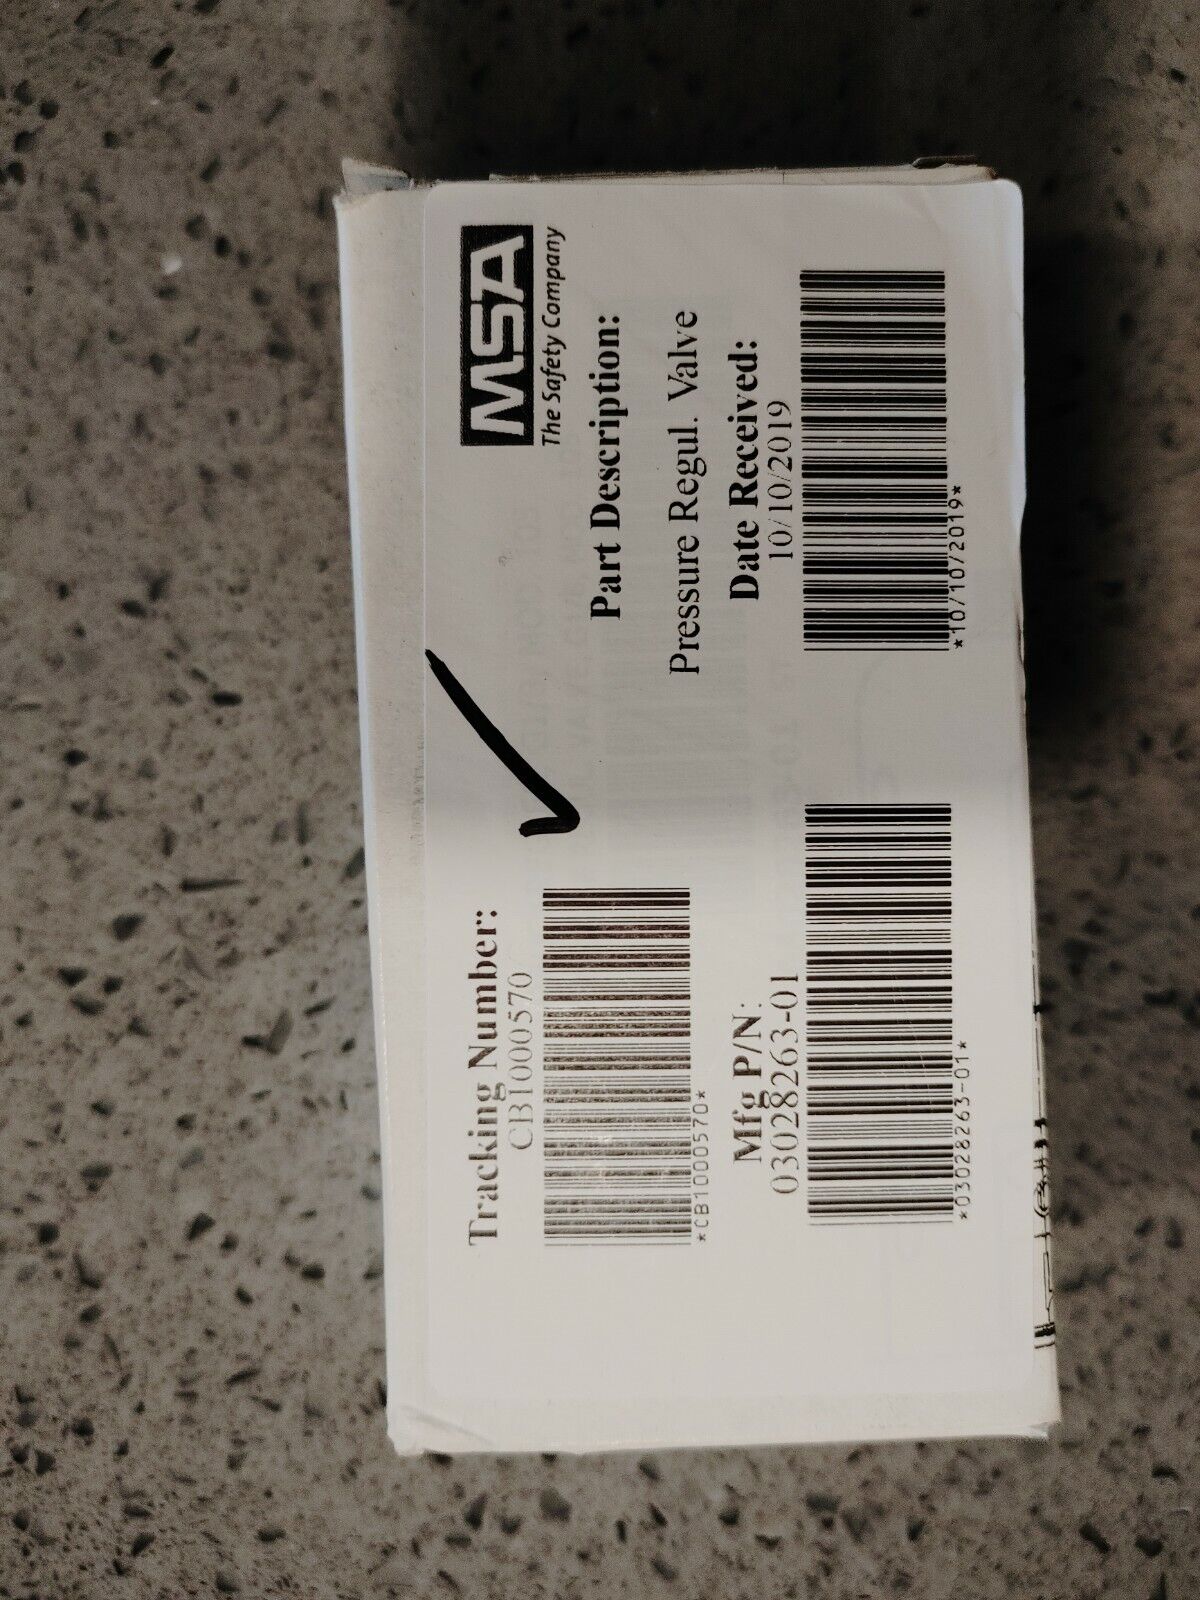 MSA
The Safety Company
Tracking Number:
CB1000570
*CB1000570*
Part Description:
Pressure Regul. Valve
Mfg P/N:
03028263-01
*03028263-01*
Date Received:
10/10/2019
*10/10/2019*